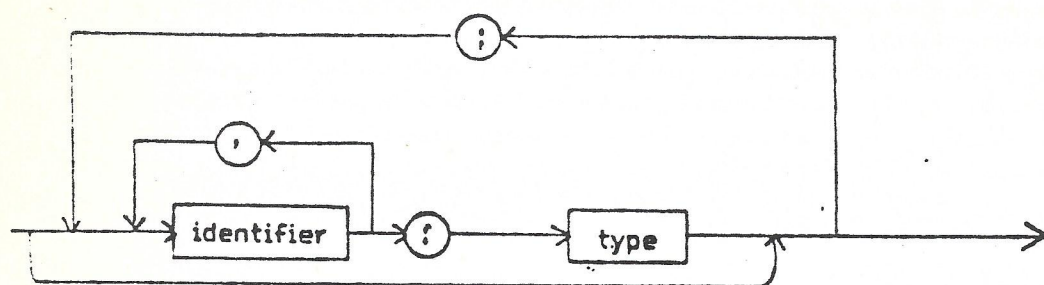 ;
,
identifier : type